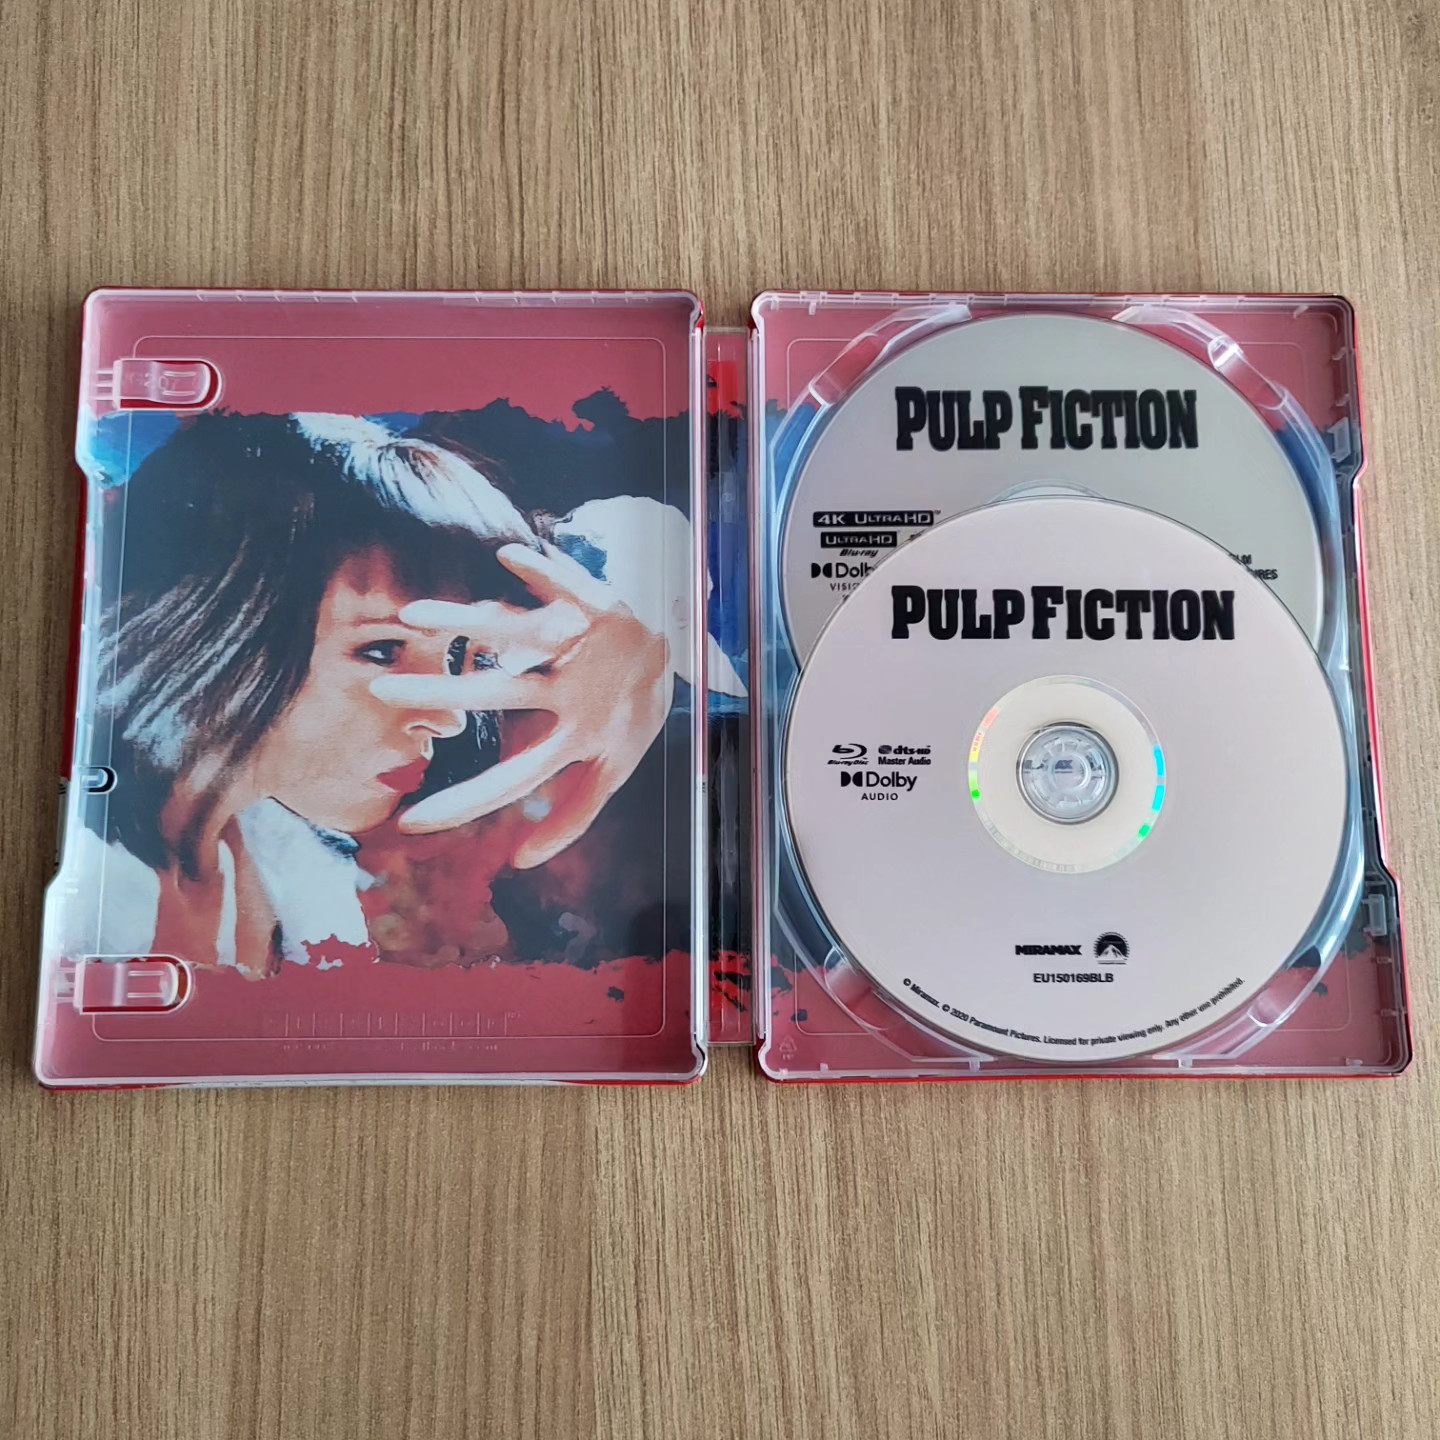 PULP FICTION
4K ULTRA HD
ULTRA HD
Blu-ray
Dolby
VISION
PULP FICTION
Blu-ray Disc
dts-HD
Master Audio
Dolby
AUDIO
MIRAMAX
EU150169BLB
© Miramax. © 2020 Paramount Pictures. Licensed for private viewing only. Any other use prohibited.